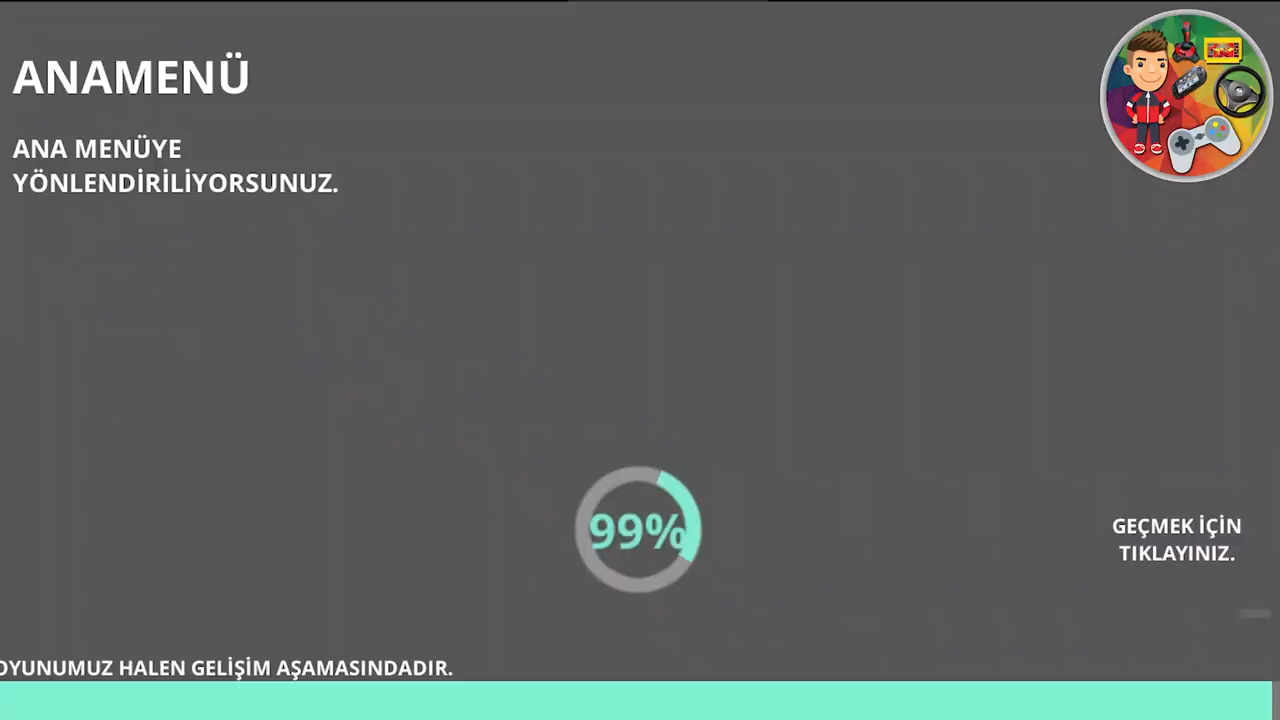 ANAMENÜ
ANA MENÜYE
YÖNLENDİRİLİYORSUNUZ.
99%
GEÇMEK İÇİN
TIKLAYINIZ.
OYUNUMUZ HALEN GELİŞİM AŞAMASINDADIR.